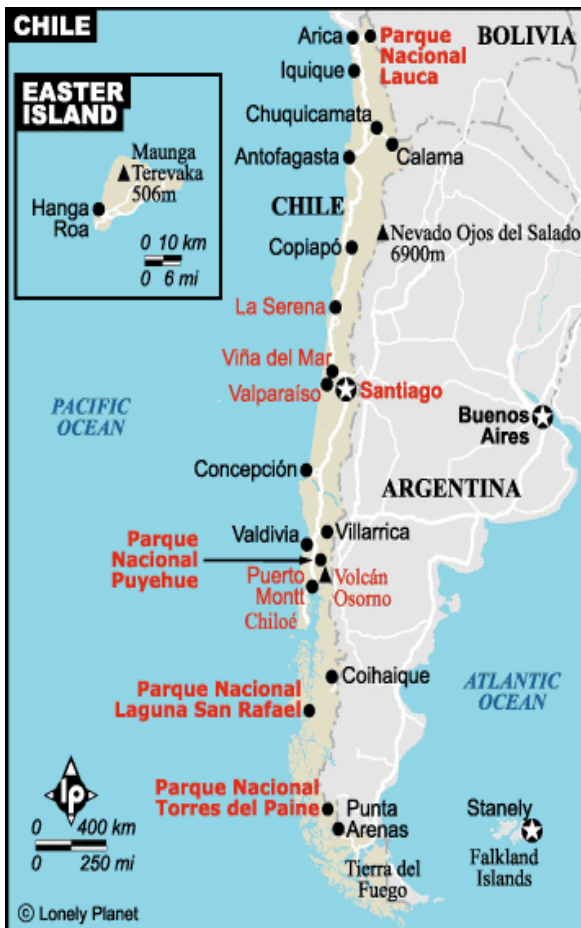 CHILE
EASTER
ISLAND
Maunga
Terevaka
506m
Hanga
Roa
0 10 km
0 6 mi
Arica
Parque
Nacional
Lauca
BOLIVIA
Iquique
Chuquicamata
Calama
Antofagasta
CHILE
Nevado Ojos del Salado
6900m
Copiapó
La Serena
Viña del Mar
Valparaíso
Santiago
PACIFIC
OCEAN
Buenos
Aires
Concepción
ARGENTINA
Valdivia
Villarrica
Parque
Nacional
Puyehue
Puerto
Montt
Volcán
Osorno
Chiloé
Coihaique
ATLANTIC
OCEAN
Parque Nacional
Laguna San Rafael
Parque Nacional
Torres del Paine
Punta
Arenas
Stanely
Falkland
Islands
Tierra del
Fuego
lp
0 400 km
0 250 mi
© Lonely Planet